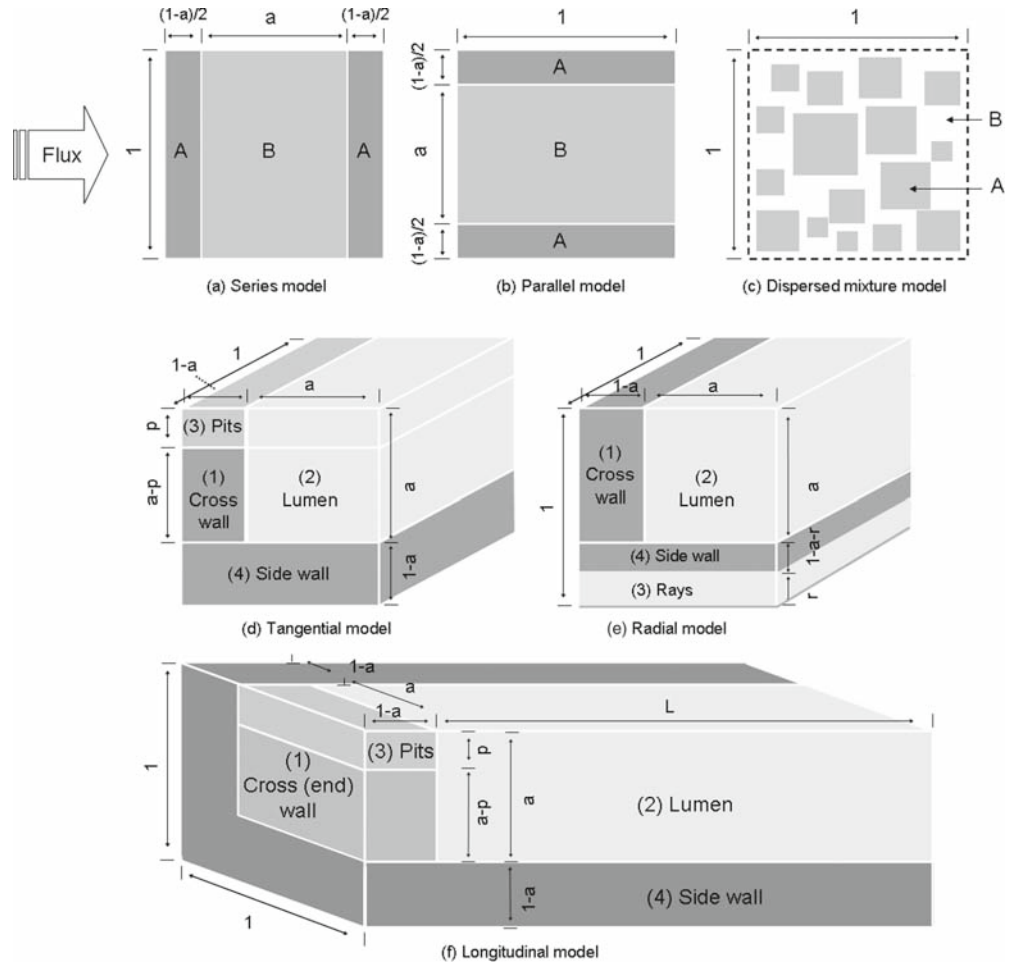 (1-a)/2 a (1-a)/2
1
Flux
A B A
(a) Series model
1
(1-a)/2
a
(1-a)/2
A
B
A
(b) Parallel model
1
1
B
A
(c) Dispersed mixture model
1
1-a
a
p
a-p
(3) Pits
(1)
Cross
wall
(2)
Lumen
a
1-a
(4) Side wall
(d) Tangential model
1
1-a
a
1
(1)
Cross
wall
(2)
Lumen
a
1-a-r
r
(4) Side wall
(3) Rays
(e) Radial model
1-a
a
1-a
L
1
(1)
Cross (end)
wall
(3) Pits
p
a-p
a
(2) Lumen
1-a
(4) Side wall
1
(f) Longitudinal model